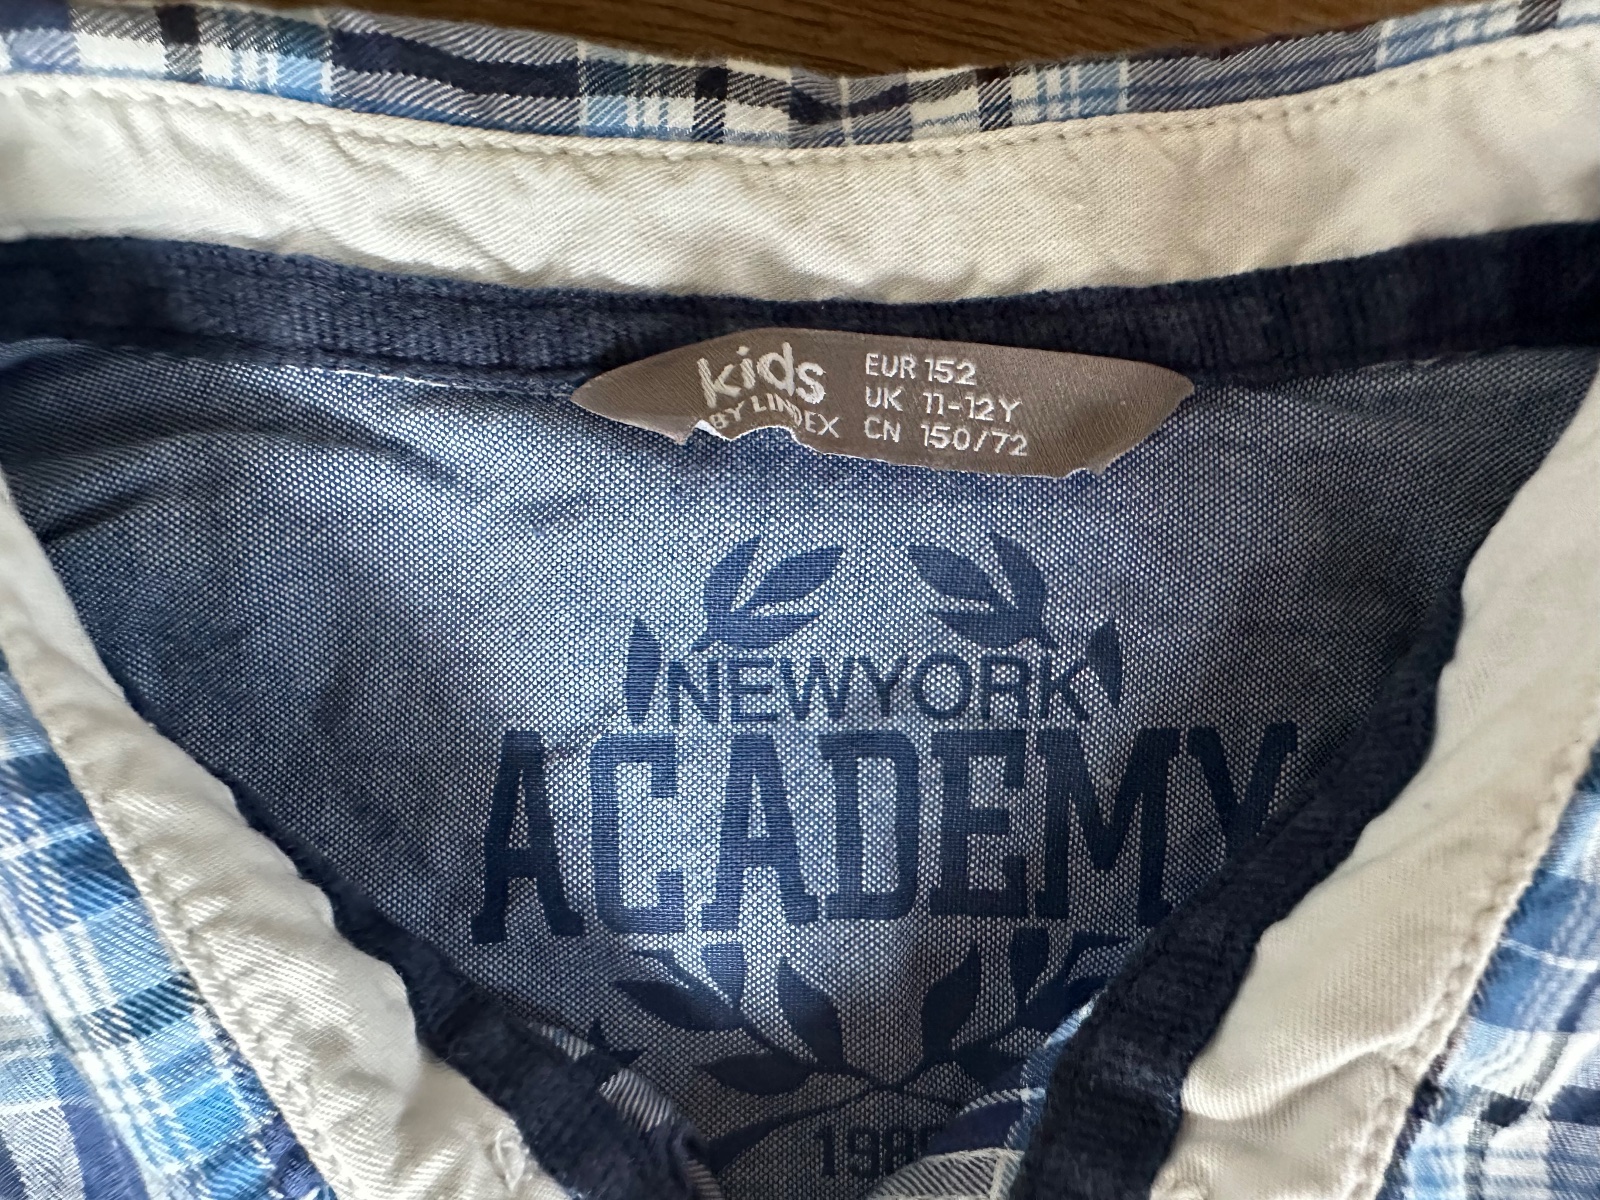 kids
BY LINDEX
EUR 152
UK 11-12Y
CN 150/72
NEWYORK
ACADEMY